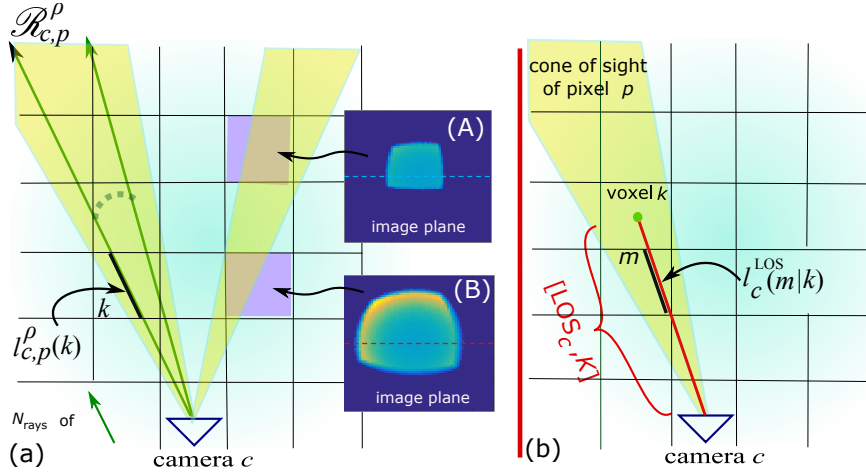 ℛ_{c,p}^ρ
(A)
image plane
(B)
image plane
k
l_{c,p}^ρ(k)
N_rays of
(a)
camera c
cone of sight
of pixel p
voxel k
m
l_c^{LOS}(m|k)
[LOS_c,k]
(b)
camera c